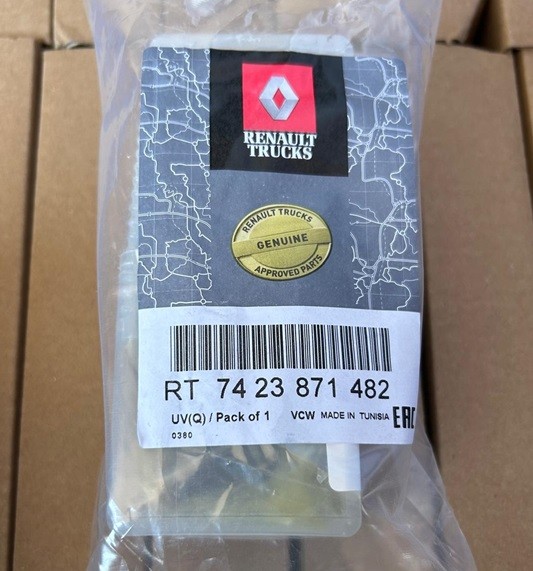 RENAULT
TRUCKS
RENAULT TRUCKS
GENUINE
APPROVED PARTS
RT 74 23 871 482
UV(Q) / Pack of 1 VCW MADE IN TUNISIA EAC
0380